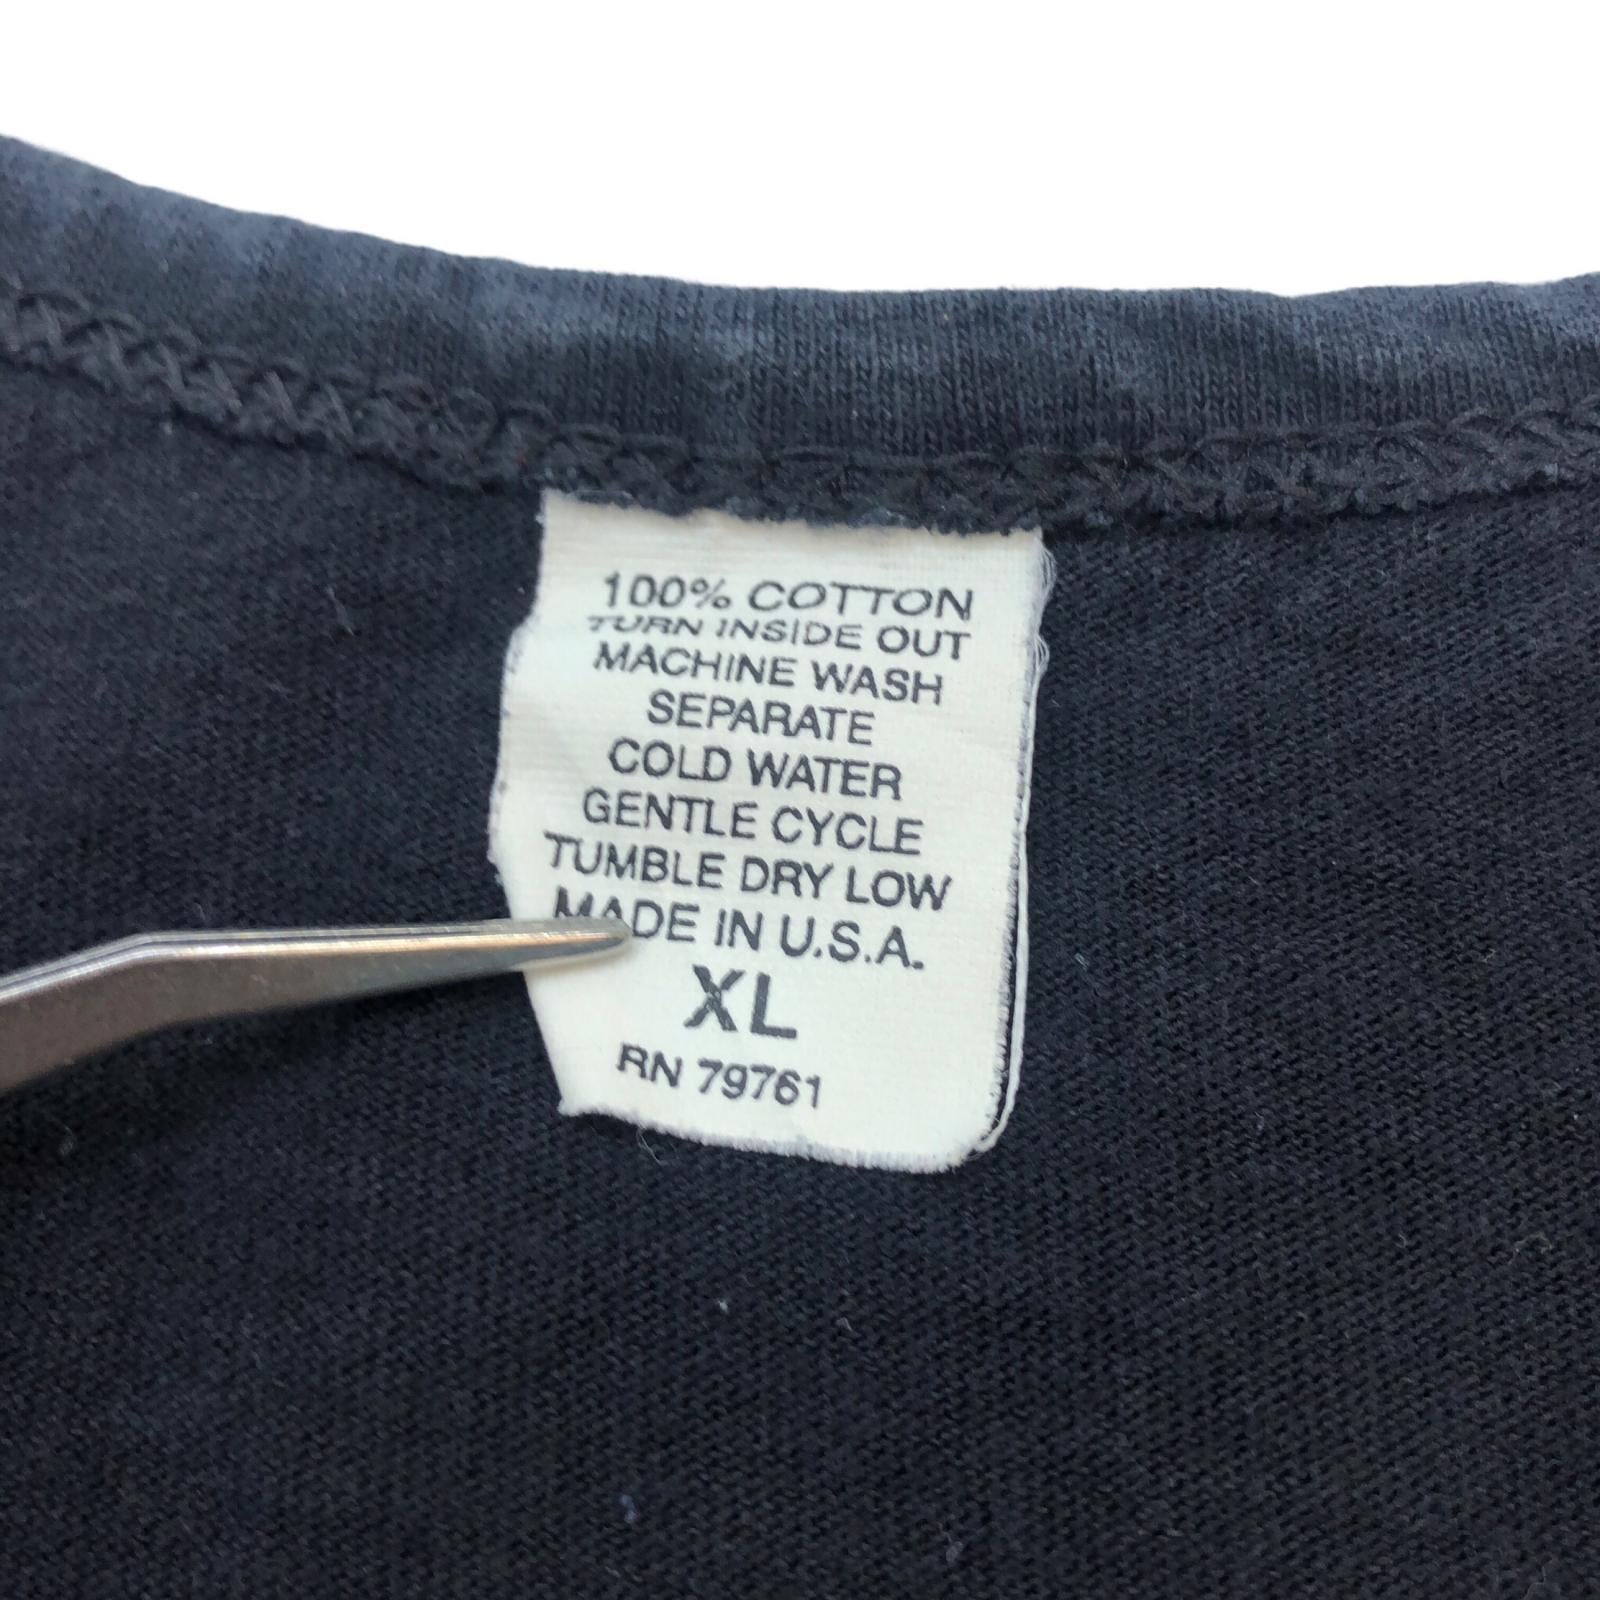 100% COTTON
TURN INSIDE OUT
MACHINE WASH
SEPARATE
COLD WATER
GENTLE CYCLE
TUMBLE DRY LOW
MADE IN U.S.A.
XL
RN 79761